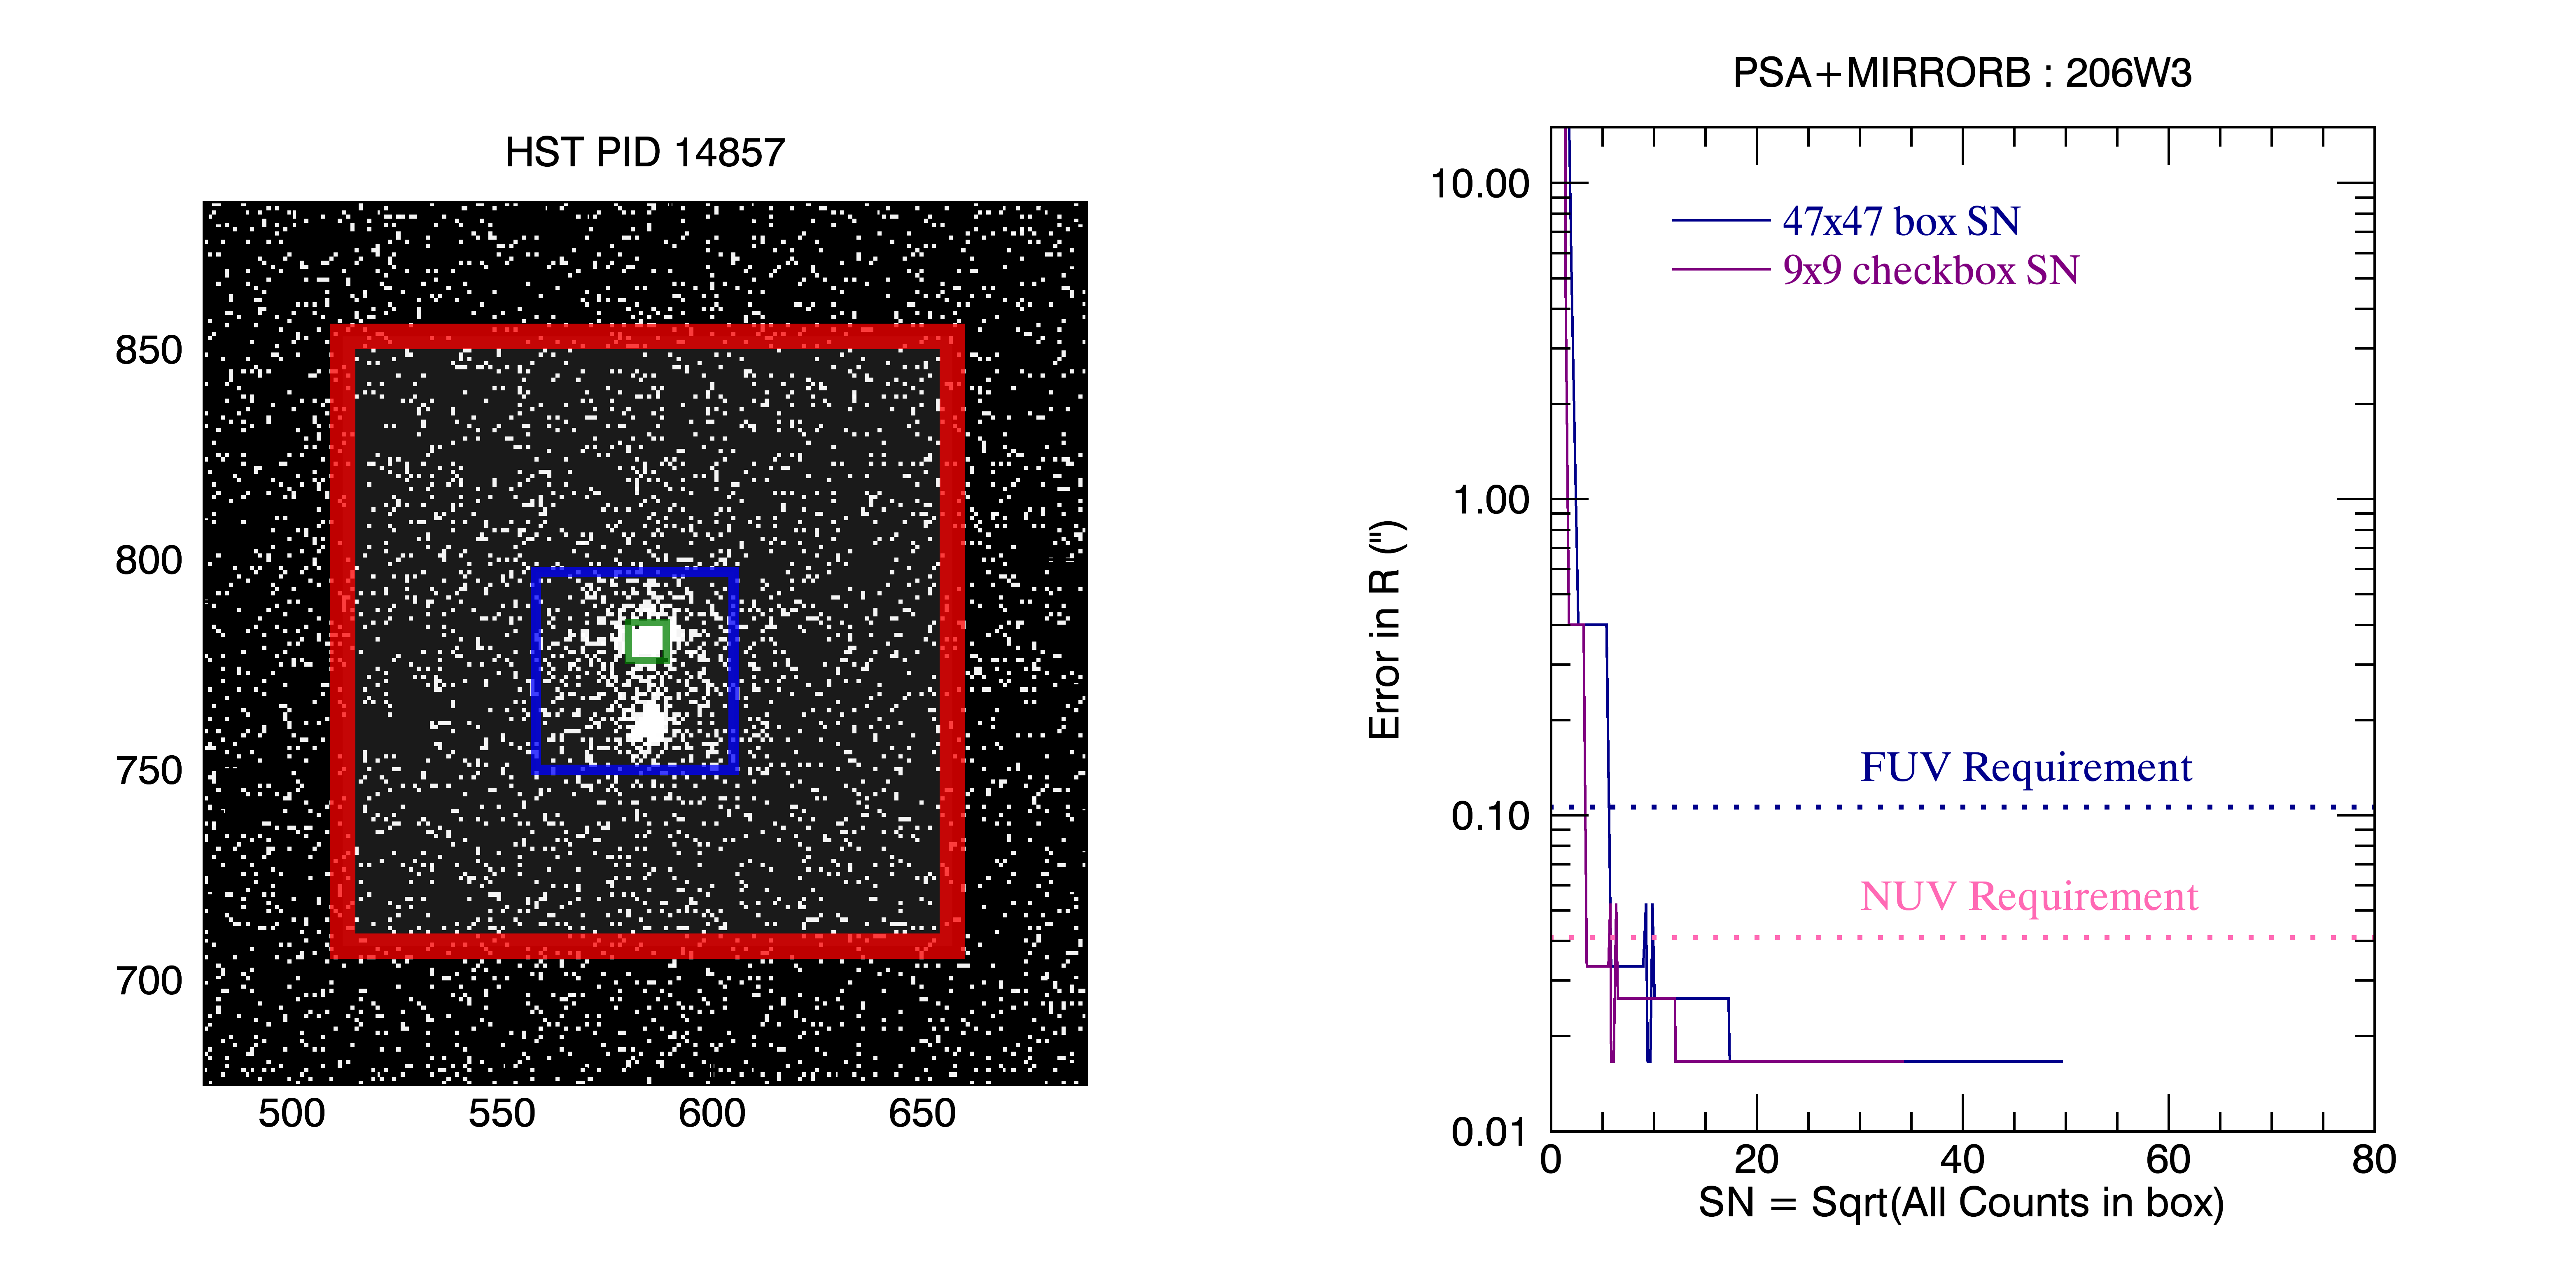 HST PID 14857
850
800
750
700
500 550 600 650
PSA+MIRRORB : 206W3
10.00
1.00
0.10
0.01
Error in R (")
47x47 box SN
9x9 checkbox SN
FUV Requirement
NUV Requirement
0 20 40 60 80
SN = Sqrt(All Counts in box)